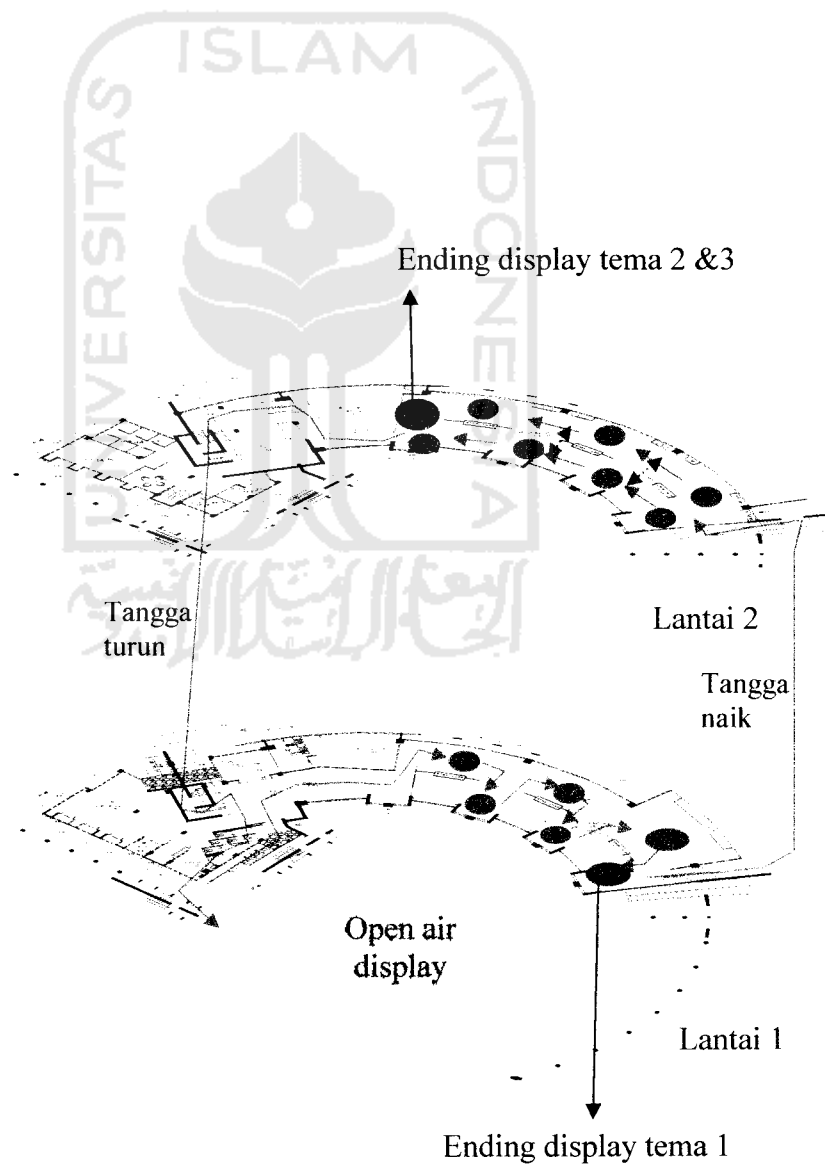 ISLAM
UNIVERSITAS
INDONESIA
Ending display tema 2 &3
Tangga
turun
Lantai 2
Tangga
naik
Open air
display
Lantai 1
Ending display tema 1